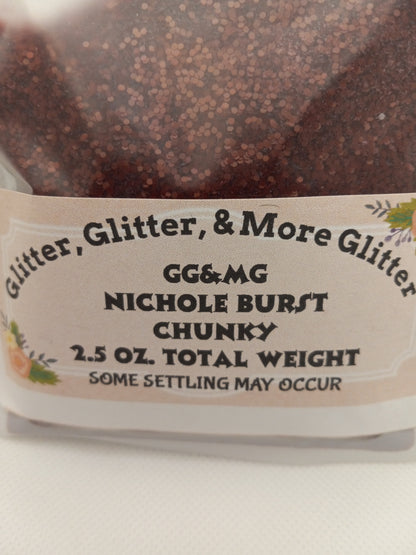 Glitter, Glitter, & More Glitter
GG&MG
NICHOLE BURST
CHUNKY
2.5 OZ. TOTAL WEIGHT
SOME SETTLING MAY OCCUR